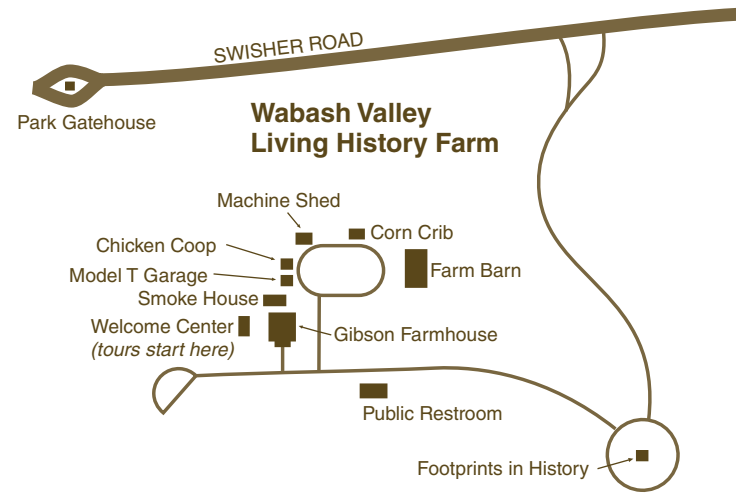 SWISHER ROAD
Park Gatehouse
Wabash Valley
Living History Farm
Machine Shed
Corn Crib
Chicken Coop
Farm Barn
Model T Garage
Smoke House
Welcome Center
(tours start here)
Gibson Farmhouse
Public Restroom
Footprints in History